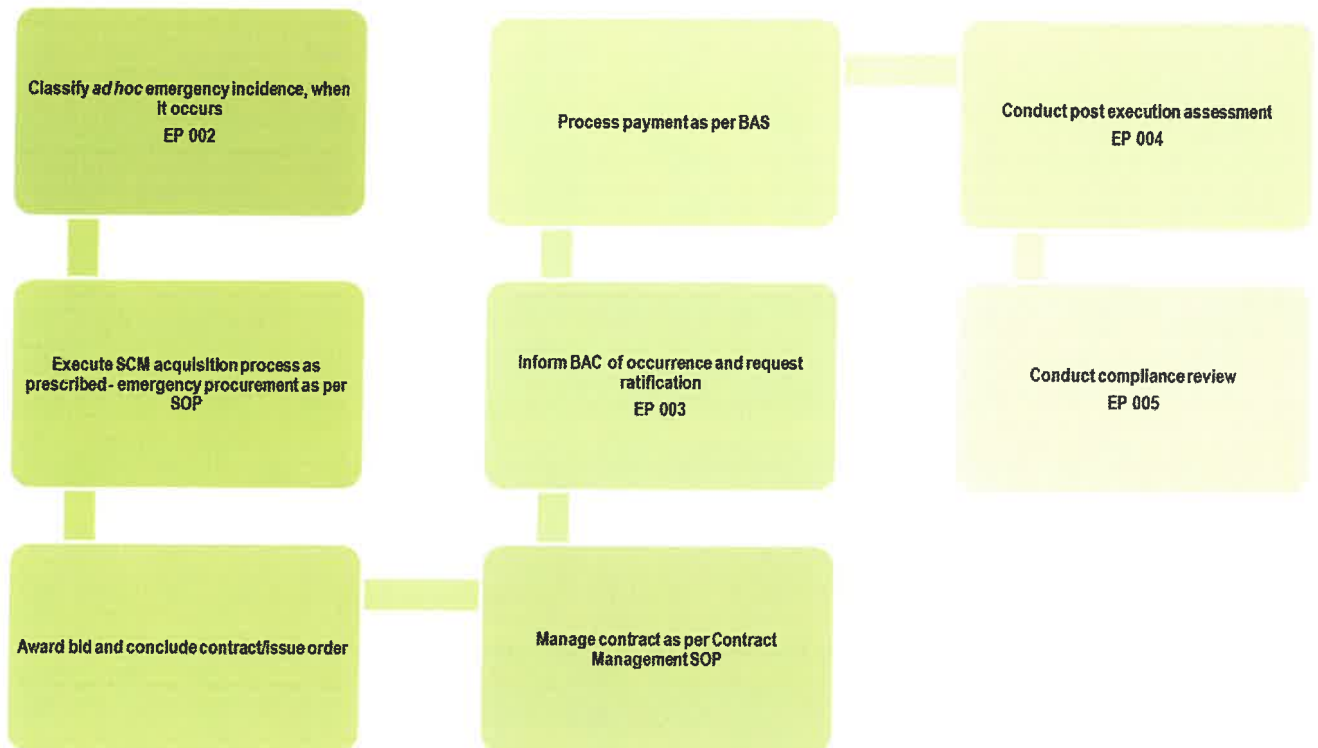 Classify ad hoc emergency incidence, when
it occurs
EP 002
Execute SCM acquisition process as
prescribed - emergency procurement as per
SOP
Award bid and conclude contract/issue order
Manage contract as per Contract
Management SOP
Inform BAC of occurrence and request
ratification
EP 003
Process payment as per BAS
Conduct post execution assessment
EP 004
Conduct compliance review
EP 005